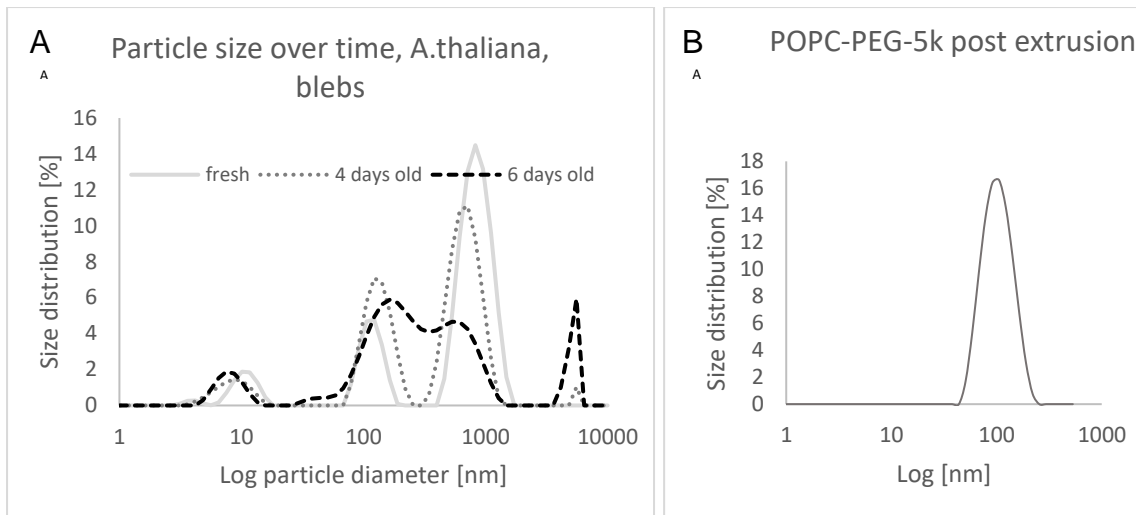 A
A
Particle size over time, A.thaliana,
blebs
16
14
12
10
8
6
4
2
0
Size distribution [%]
fresh
4 days old
6 days old
1
10
100
1000
10000
Log particle diameter [nm]
B
A
POPC-PEG-5k post extrusion
18
16
14
12
10
8
6
4
2
0
Size distribution [%]
1
10
100
1000
Log [nm]